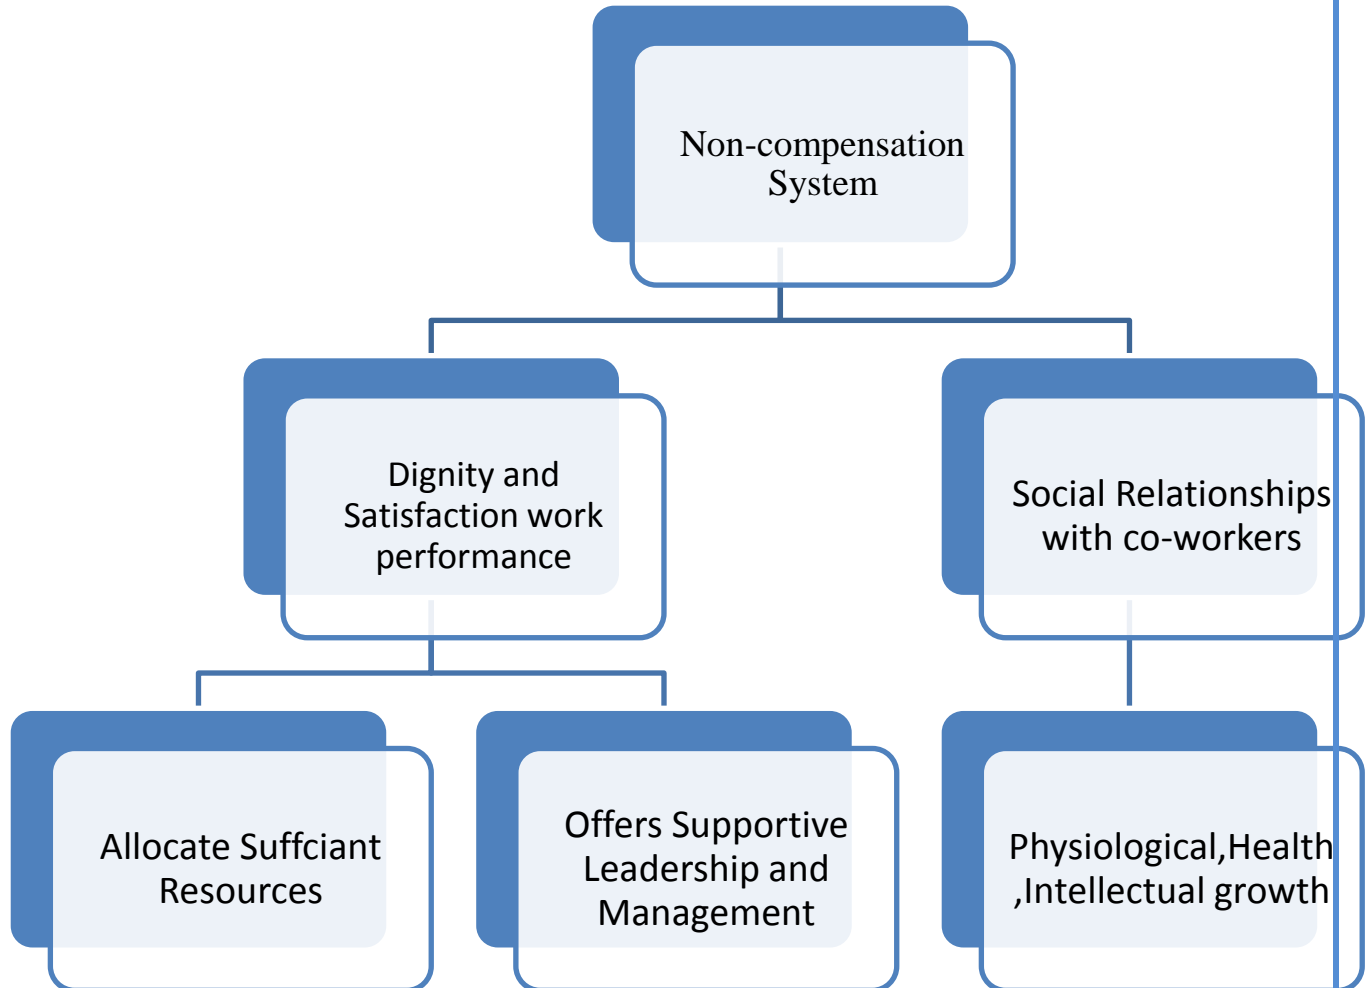 Non-compensation
System
Dignity and
Satisfaction work
performance
Social Relationships
with co-workers
Allocate Suffciant
Resources
Offers Supportive
Leadership and
Management
Physiological,Health
,Intellectual growth